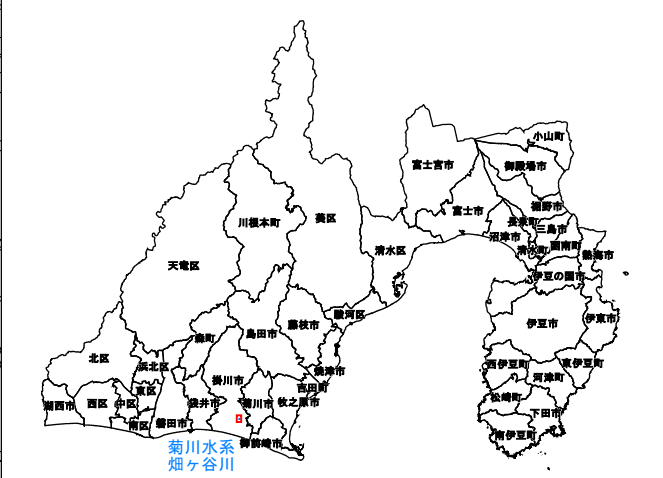 小山町
富士宮市
御殿場市
裾野市
富士市
葵区
川根本町
長泉町
三島市
沼津市
函南町
清水区
清水町
熱海市
天竜区
伊豆の国市
駿河区
伊東市
伊豆市
藤枝市
島田市
森町
北区
浜北区
西伊豆町
東伊豆町
焼津市
掛川市
河津町
吉田町
東区
松崎町
湖西市
西区
中区
袋井市
菊川市
牧之原市
下田市
南区
磐田市
南伊豆町
御前崎市
菊川水系
畑ヶ谷川